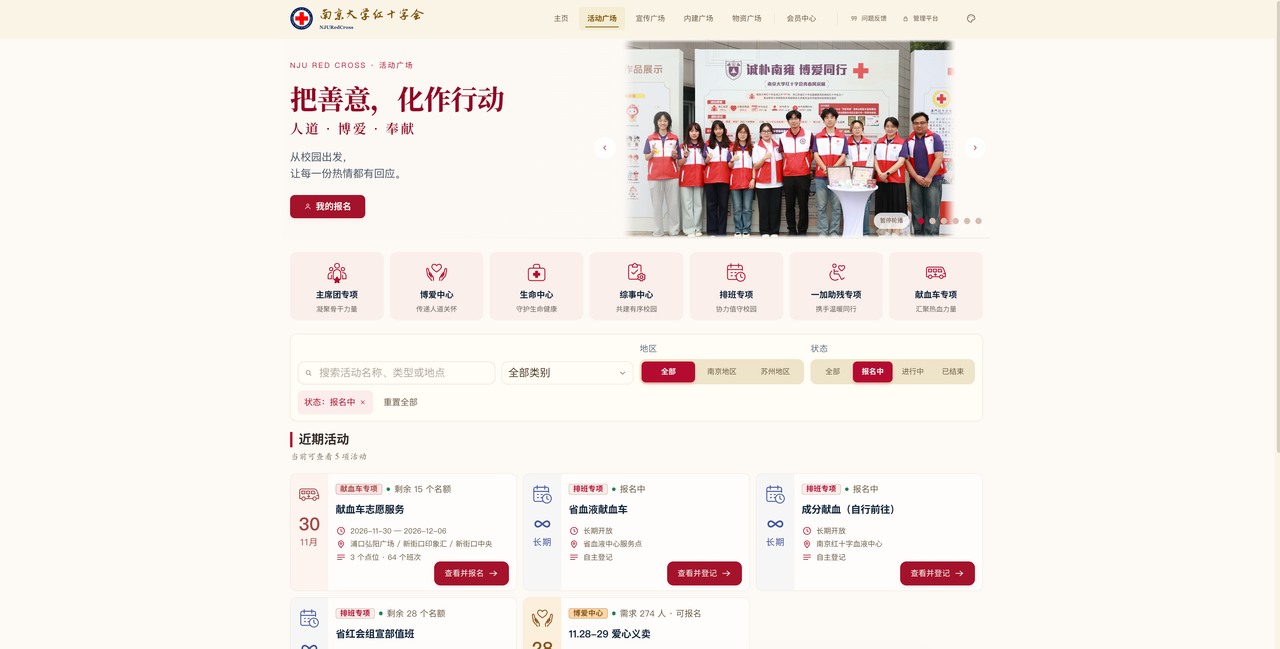 南京大学红十字会
NJURedCross
主页
活动广场
宣传广场
内建广场
物资广场
会员中心
问题反馈
管理平台
NJU RED CROSS · 活动广场
把善意，化作行动
人道 · 博爱 · 奉献
从校园出发，
让每一份热情都有回应。
我的报名
作品展示
诚朴南雍 博爱同行
暂停轮播
主席团专项
凝聚骨干力量
博爱中心
传递人道关怀
生命中心
守护生命健康
综事中心
共建有序校园
排班专项
协力值守校园
一加助残专项
携手温暖同行
献血车专项
汇聚热血力量
搜索活动名称、类型或地点
全部类别
地区
全部
南京地区
苏州地区
状态
全部
报名中
进行中
已结束
状态：报名中 ×
重置全部
近期活动
当前可查看 5 项活动
献血车专项 剩余 15 个名额
献血车志愿服务
30
11月
2026-11-30 — 2026-12-06
浦口弘阳广场 / 新街口印象汇 / 新街口中央
3 个点位 · 64 个班次
查看并报名 →
排班专项 报名中
省血液献血车
长期
长期开放
省血液中心服务点
自主登记
查看并登记 →
排班专项 报名中
成分献血（自行前往）
长期
长期开放
南京红十字血液中心
自主登记
查看并登记 →
排班专项 剩余 28 个名额
省红会组宣部值班
博爱中心 需求 274 人 · 可报名
11.28-29 爱心义卖
28